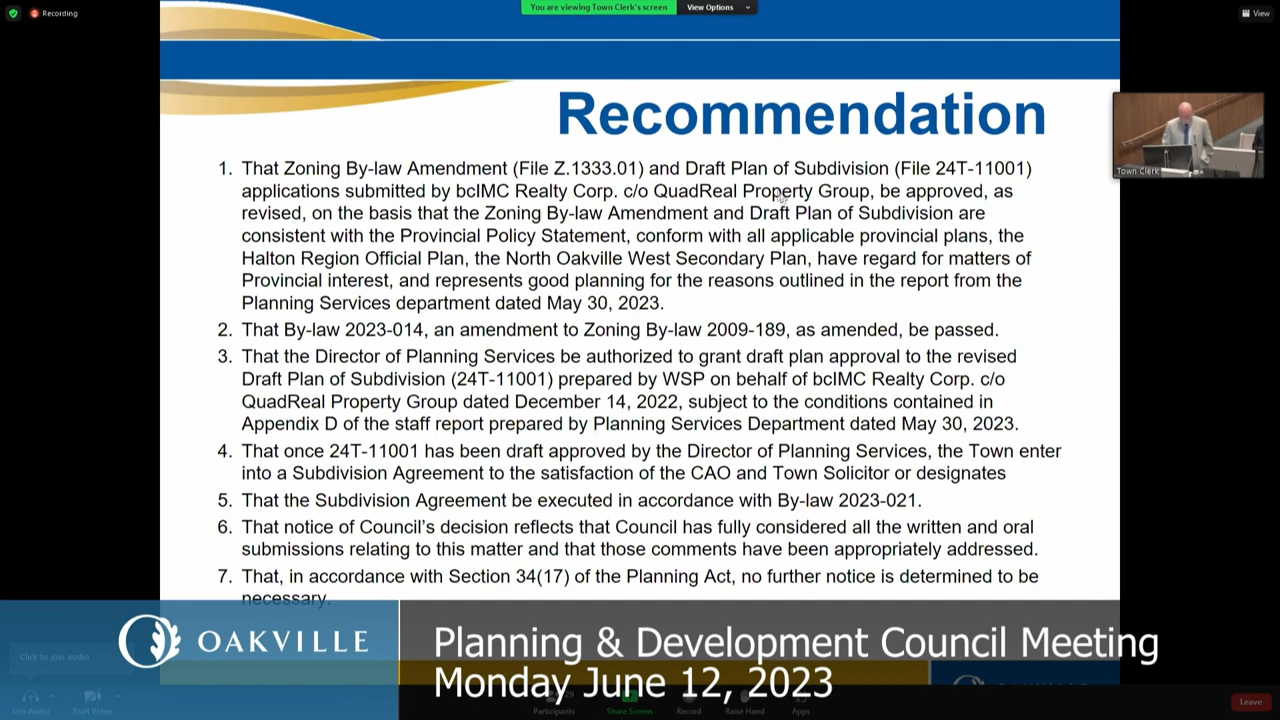 Recording
You are viewing Town Clerk's screen
View Options
View
Recommendation
1. That Zoning By-law Amendment (File Z.1333.01) and Draft Plan of Subdivision (File 24T-11001)
applications submitted by bcIMC Realty Corp. c/o QuadReal Property Group, be approved, as
revised, on the basis that the Zoning By-law Amendment and Draft Plan of Subdivision are
consistent with the Provincial Policy Statement, conform with all applicable provincial plans, the
Halton Region Official Plan, the North Oakville West Secondary Plan, have regard for matters of
Provincial interest, and represents good planning for the reasons outlined in the report from the
Planning Services department dated May 30, 2023.
2. That By-law 2023-014, an amendment to Zoning By-law 2009-189, as amended, be passed.
3. That the Director of Planning Services be authorized to grant draft plan approval to the revised
Draft Plan of Subdivision (24T-11001) prepared by WSP on behalf of bcIMC Realty Corp. c/o
QuadReal Property Group dated December 14, 2022, subject to the conditions contained in
Appendix D of the staff report prepared by Planning Services Department dated May 30, 2023.
4. That once 24T-11001 has been draft approved by the Director of Planning Services, the Town enter
into a Subdivision Agreement to the satisfaction of the CAO and Town Solicitor or designates
5. That the Subdivision Agreement be executed in accordance with By-law 2023-021.
6. That notice of Council's decision reflects that Council has fully considered all the written and oral
submissions relating to this matter and that those comments have been appropriately addressed.
7. That, in accordance with Section 34(17) of the Planning Act, no further notice is determined to be
necessary.
Town Clerk
OAKVILLE
Planning & Development Council Meeting
Monday June 12, 2023
Click to join audio
Join Audio
Start Video
Participants
Share Screen
Record
Raise Hand
Apps
Leave